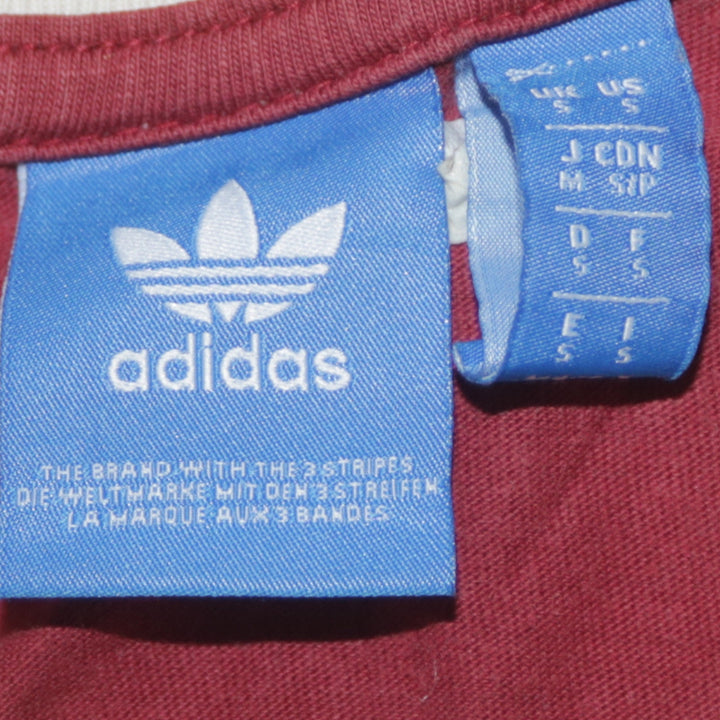 adidas
THE BRAND WITH THE 3 STRIPES
DIE WELTMARKE MIT DEN 3 STREIFEN
LA MARQUE AUX 3 BANDES
UK US
S S
J CDN
M S/P
D F
S S
E I
S S